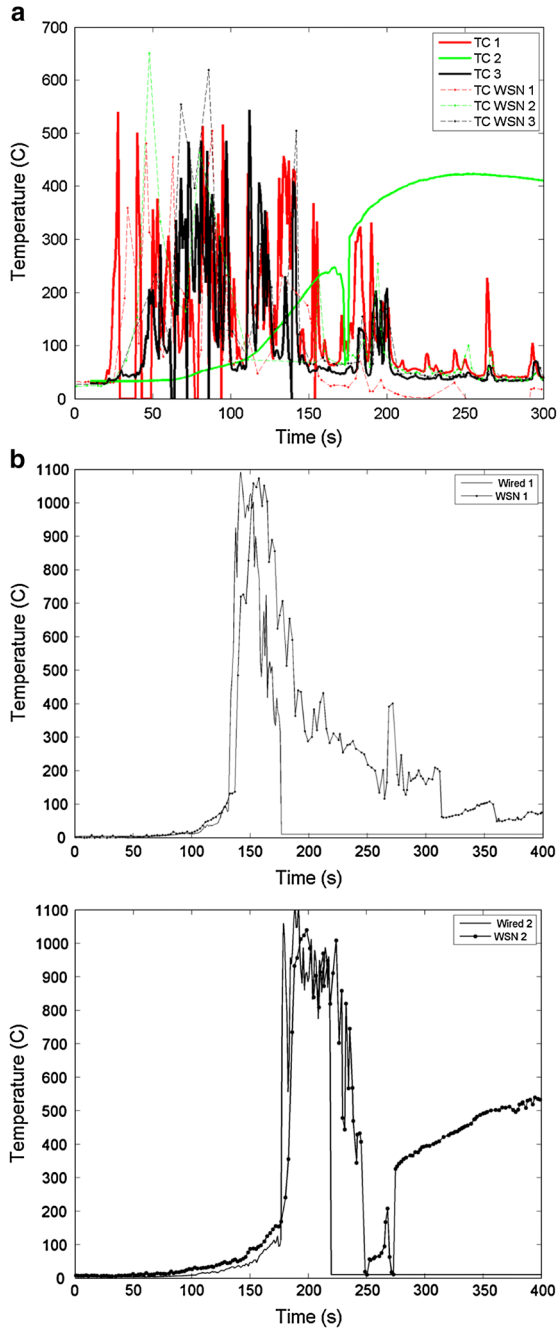 a
700
600
500
400
300
200
100
0
Temperature (C)
TC 1
TC 2
TC 3
TC WSN 1
TC WSN 2
TC WSN 3
0 50 100 150 200 250 300
Time (s)
b
1100
1000
900
800
700
600
500
400
300
200
100
0
Temperature (C)
Wired 1
WSN 1
0 50 100 150 200 250 300 350 400
Time (s)
1100
1000
900
800
700
600
500
400
300
200
100
0
Temperature (C)
Wired 2
WSN 2
0 50 100 150 200 250 300 350 400
Time (s)